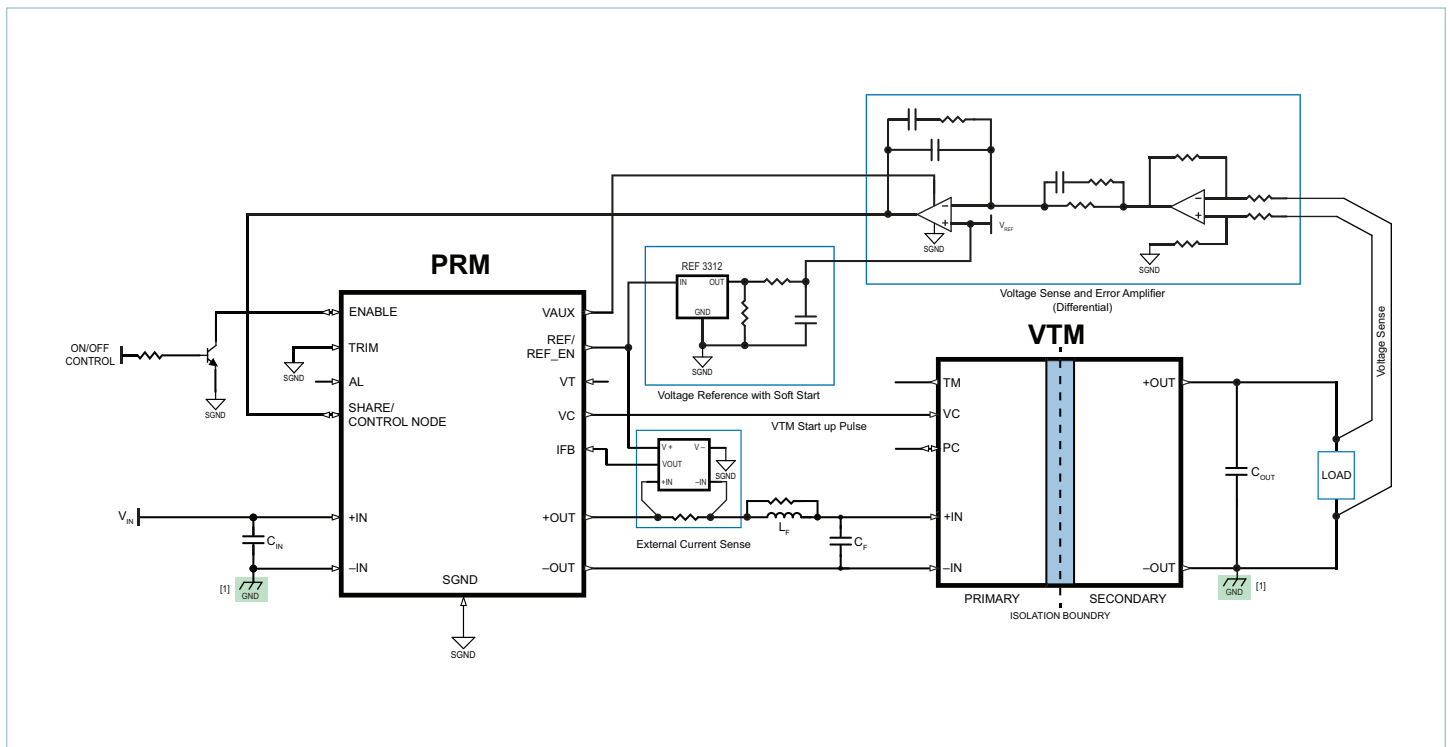 PRM
ENABLE
TRIM
AL
SHARE/
CONTROL NODE
+IN
–IN
SGND
VAUX
REF/
REF_EN
VT
VC
IFB
+OUT
–OUT
ON/OFF
CONTROL
SGND
SGND
V_IN
C_IN
[1]
GND
SGND
REF 3312
IN
OUT
GND
SGND
Voltage Reference with Soft Start
VTM Start up Pulse
V +
V –
VOUT
SGND
+IN
–IN
External Current Sense
L_F
C_F
–
+
SGND
V_REF
–
+
SGND
Voltage Sense and Error Amplifier
(Differential)
VTM
TM
VC
PC
+IN
–IN
+OUT
–OUT
PRIMARY
SECONDARY
ISOLATION BOUNDRY
C_OUT
LOAD
Voltage Sense
GND
[1]